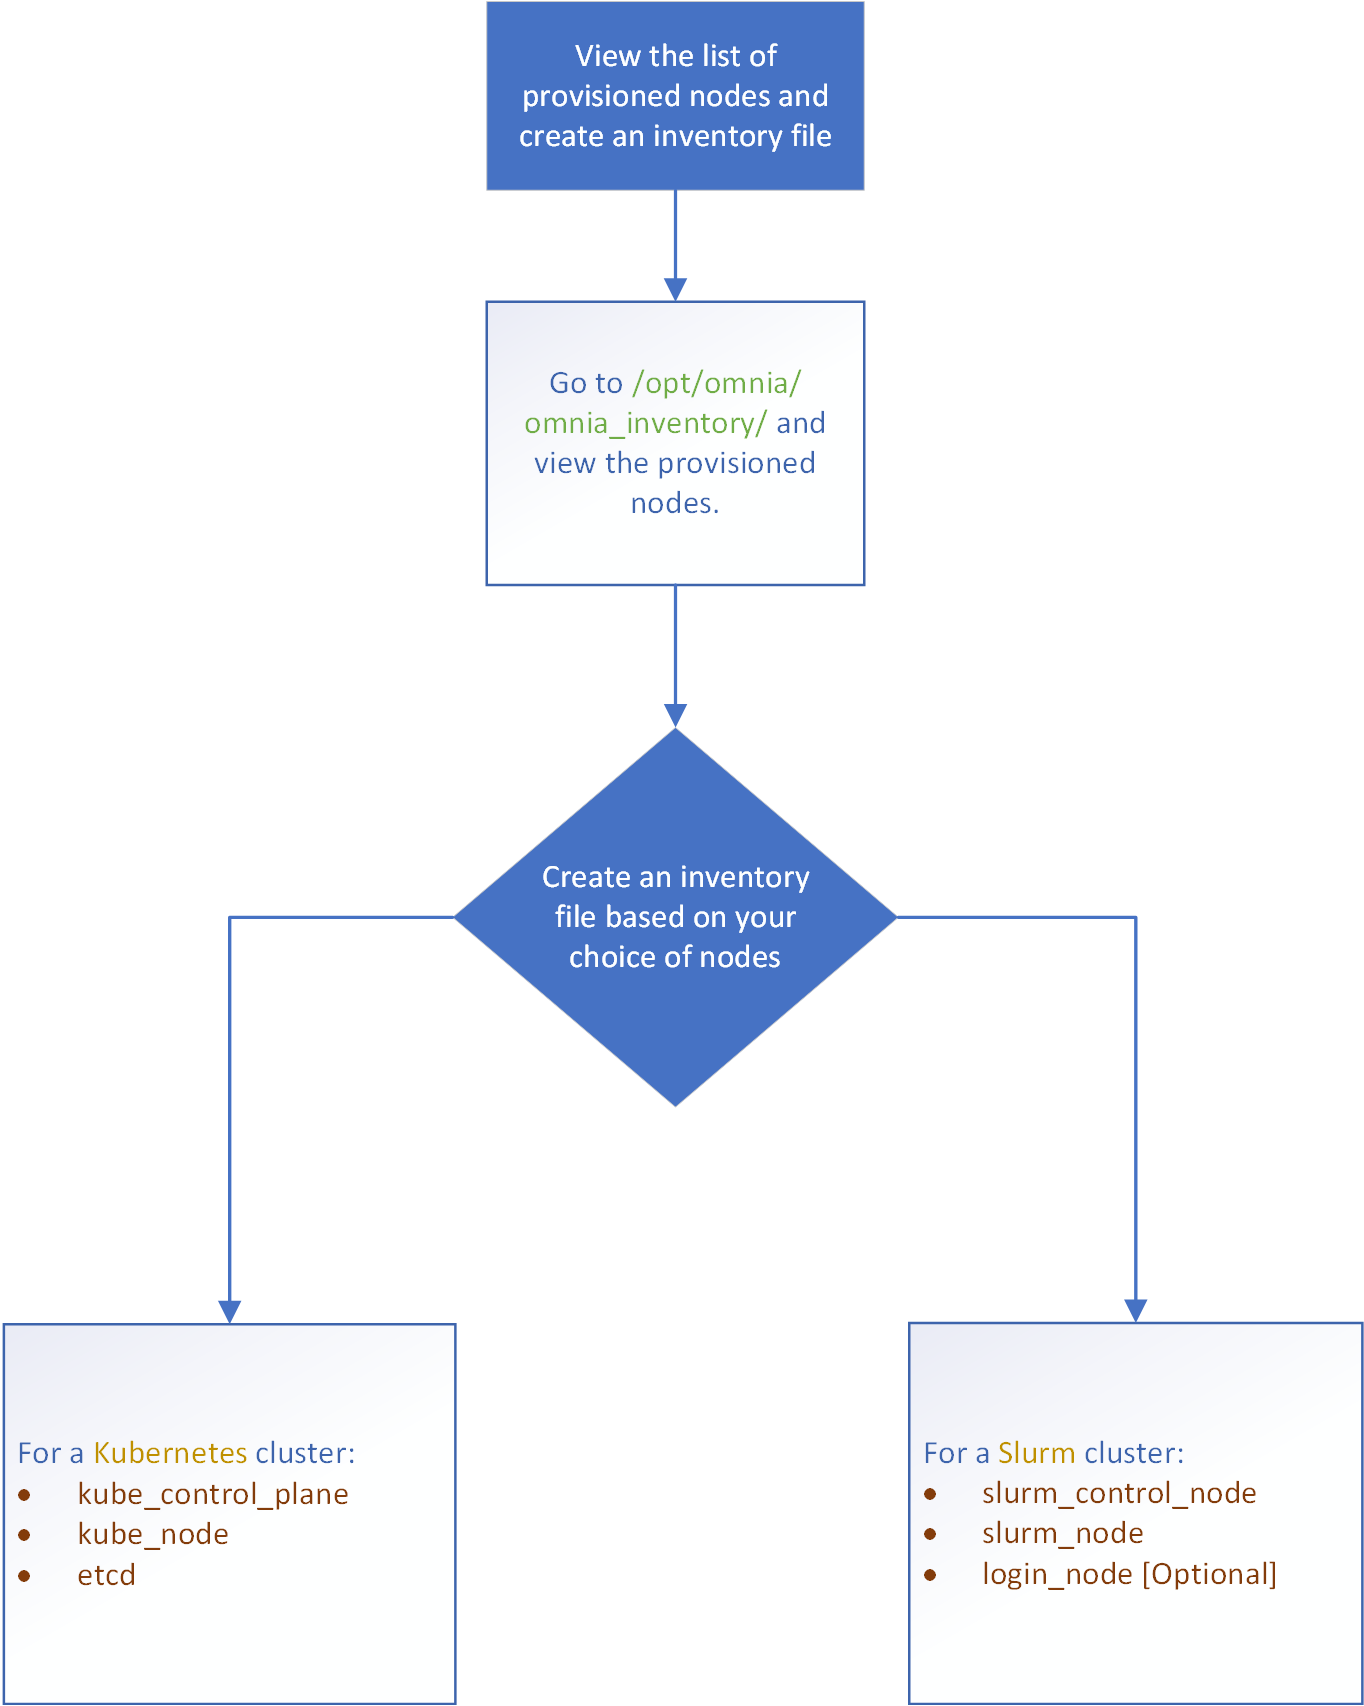 View the list of
provisioned nodes and
create an inventory file
Go to /opt/omnia/
omnia_inventory/ and
view the provisioned
nodes.
Create an inventory
file based on your
choice of nodes
For a Kubernetes cluster:
• kube_control_plane
• kube_node
• etcd
For a Slurm cluster:
• slurm_control_node
• slurm_node
• login_node [Optional]